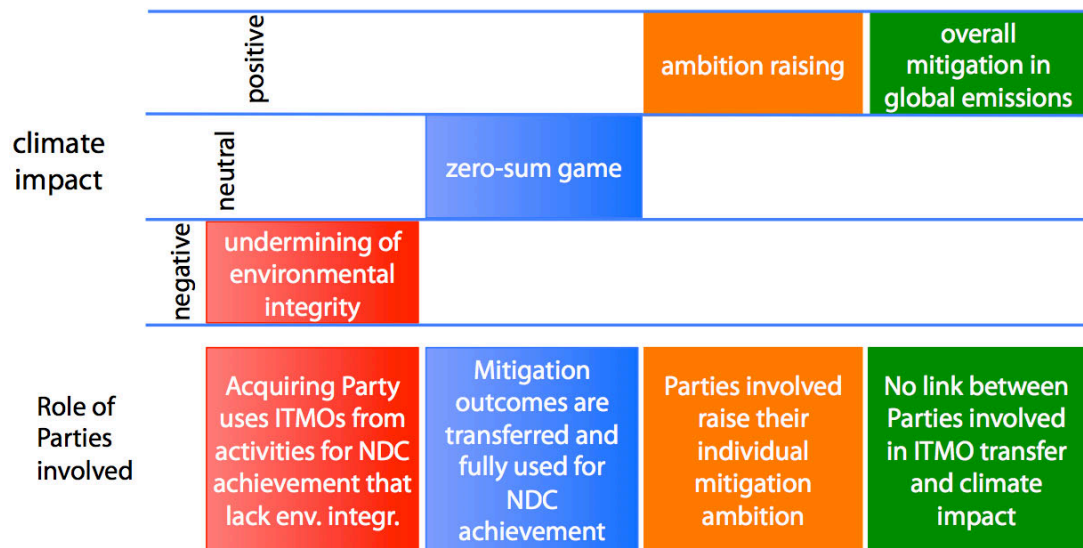 positive
ambition raising
overall
mitigation in
global emissions
climate
impact
neutral
zero-sum game
negative
undermining of
environmental
integrity
Role of
Parties
involved
Acquiring Party
uses ITMOs from
activities for NDC
achievement that
lack env. integr.
Mitigation
outcomes are
transferred and
fully used for
NDC
achievement
Parties involved
raise their
individual
mitigation
ambition
No link between
Parties involved
in ITMO transfer
and climate
impact